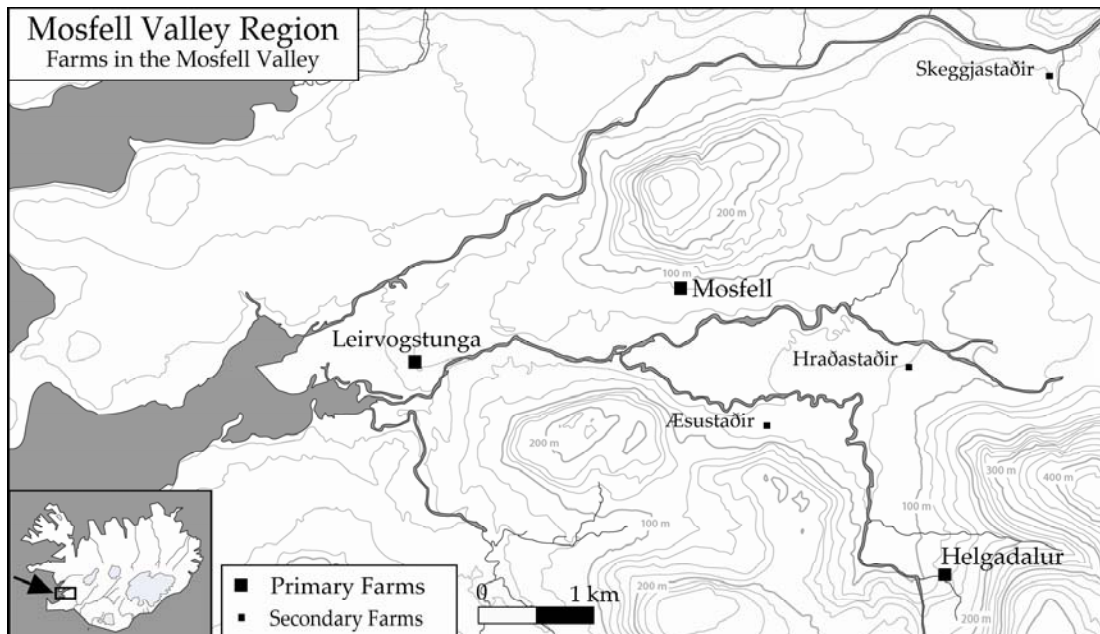 Mosfell Valley Region
Farms in the Mosfell Valley
Skeggjastaðir
200 m
100 m
Mosfell
Leirvogstunga
Hraðastaðir
Æsustaðir
200 m
300 m
400 m
100 m
100 m
Helgadalur
200 m
200 m
Primary Farms
Secondary Farms
0 1 km